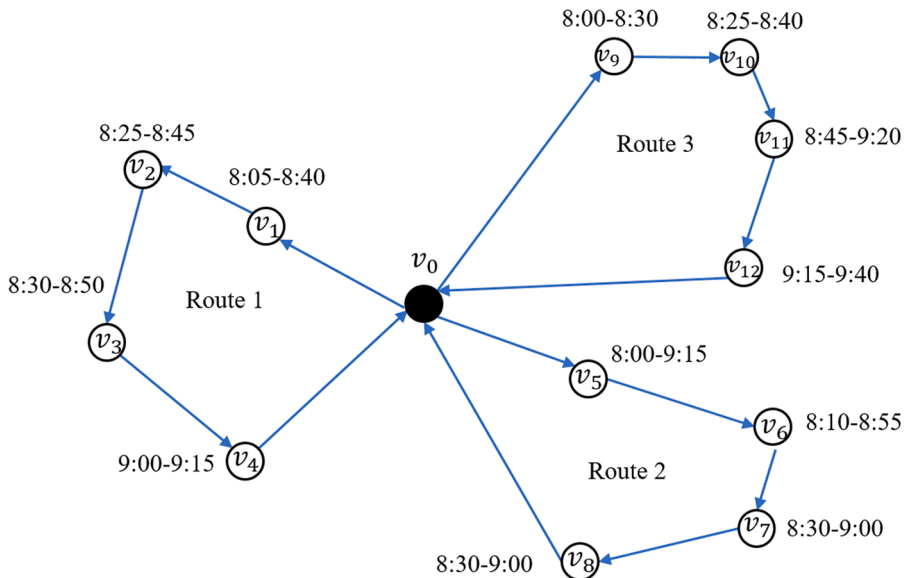 8:00-8:30
8:25-8:40
v9
v10
8:25-8:45
Route 3
v11
8:45-9:20
v2
8:05-8:40
v1
v0
v12
9:15-9:40
8:30-8:50
Route 1
v3
8:00-9:15
v5
v6
8:10-8:55
9:00-9:15
v4
Route 2
v7
8:30-9:00
8:30-9:00
v8